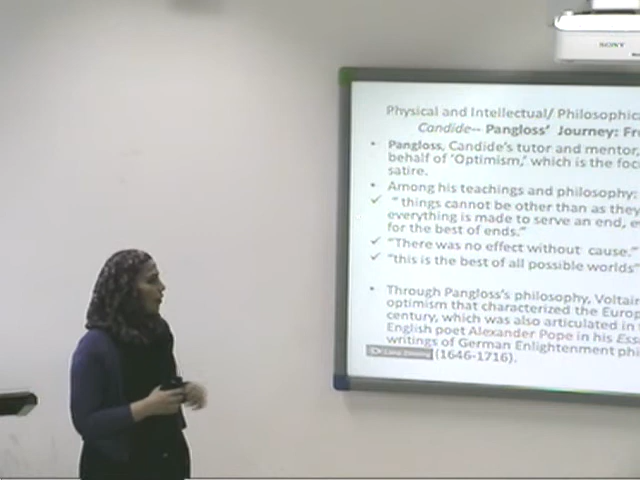 SONY
Physical and Intellectual/ Philosophica
Candide-- Pangloss' Journey: Fr
• Pangloss, Candide's tutor and mentor,
behalf of 'Optimism,' which is the foc
satire.
• Among his teachings and philosophy:
✓ " things cannot be other than as they
everything is made to serve an end, e
for the best of ends."
✓ "There was no effect without cause."
✓ "this is the best of all possible worlds"
• Through Pangloss's philosophy, Voltair
optimism that characterized the Europ
century, which was also articulated in
English poet Alexander Pope in his Ess
writings of German Enlightenment phi
(1646-1716).